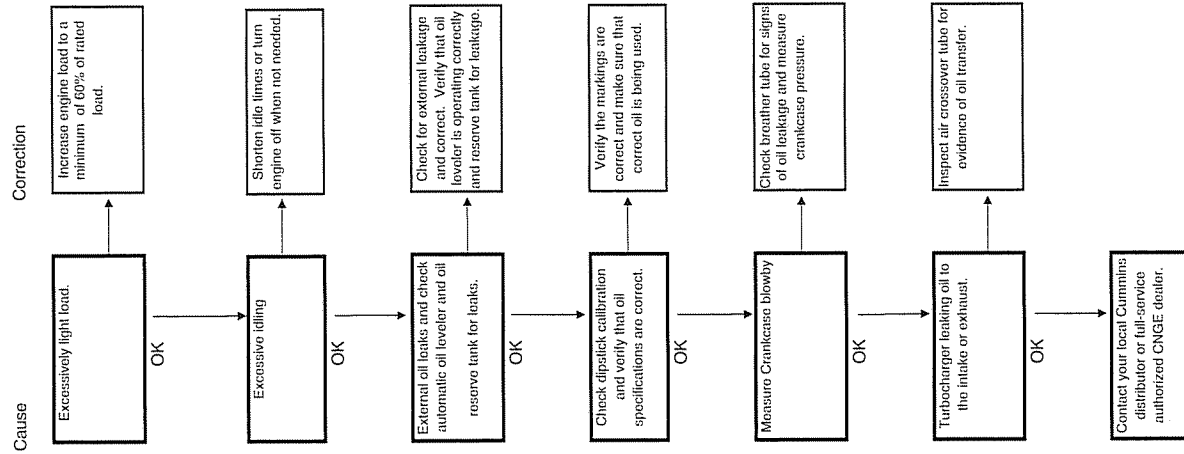 Cause
Correction
Excessively light load.
Increase engine load to a
minimum of 60% of rated
load.
OK
Excessive idling
Shorten idle times or turn
engine off when not needed.
OK
External oil leaks and check
automatic oil leveler and oil
reserve tank for leaks.
Check for external leakage
and correct. Verify that oil
leveler is operating correctly
and reserve tank for leakage.
OK
Check dipstick calibration
and verify that oil
specifications are correct.
Verify the markings are
correct and make sure that
correct oil is being used.
OK
Measure Crankcase blowby
Check breather tube for signs
of oil leakage and measure
crankcase pressure.
OK
Turbocharger leaking oil to
the intake or exhaust.
Inspect air crossover tube for
evidence of oil transfer.
OK
Contact your local Cummins
distributor or full-service
authorized CNGE dealer.